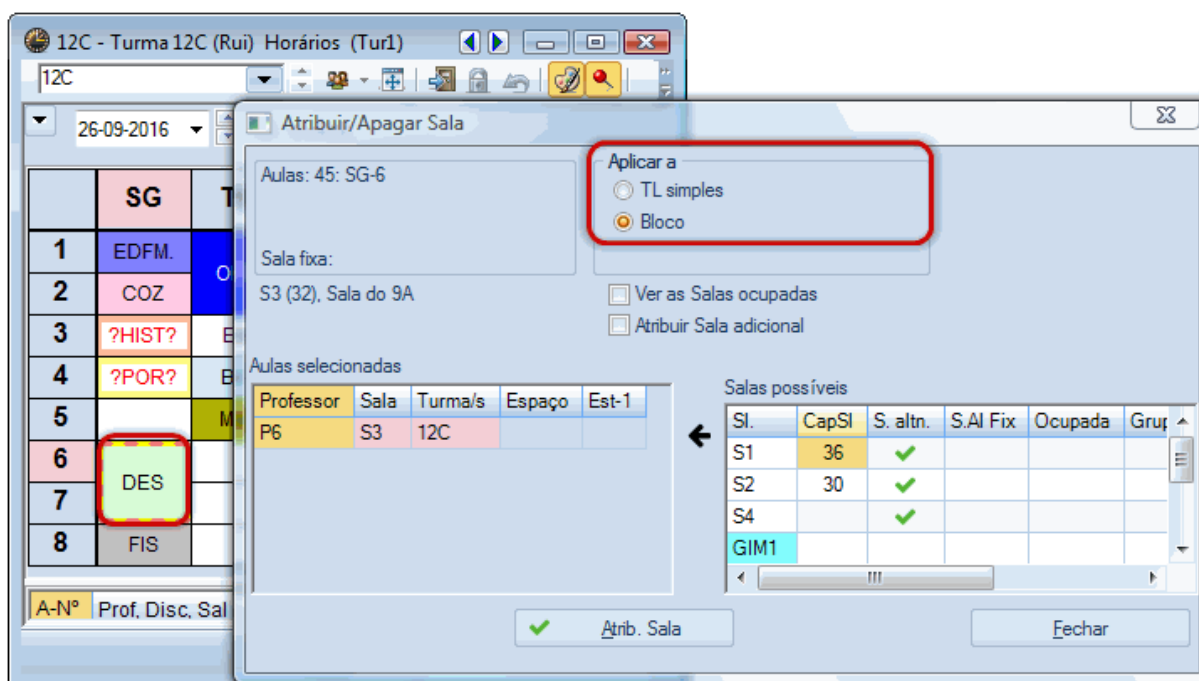 12C - Turma 12C (Rui) Horários (Tur1)
12C
26-09-2016
SG
T
1 EDFM. O
2 COZ
3 ?HIST? E
4 ?POR? B
5 M
6 DES
7
8 FIS
A-Nº Prof, Disc, Sal
Atribuir/Apagar Sala
Aulas: 45: SG-6
Sala fixa:
S3 (32), Sala do 9A
Aplicar a
TL simples
Bloco
Ver as Salas ocupadas
Atribuir Sala adicional
Aulas selecionadas
Professor Sala Turma/s Espaço Est-1
P6 S3 12C
Salas possíveis
Sl. CapSl S. altn. S.Al Fix Ocupada Grup
S1 36
S2 30
S4
GIM1
Atrib. Sala
Fechar